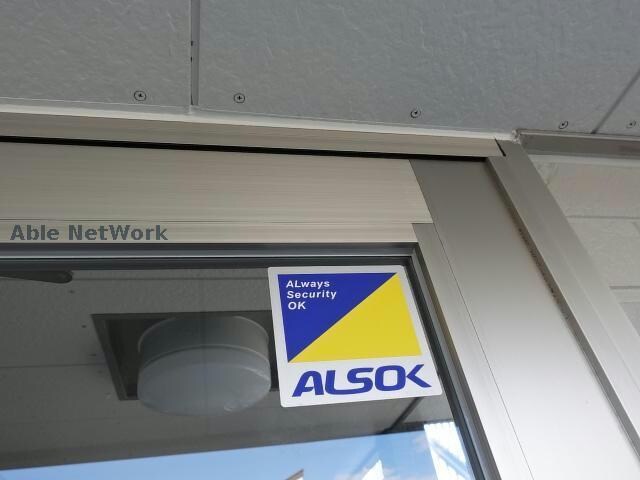 Able NetWork
ALways
Security
OK
ALSOK